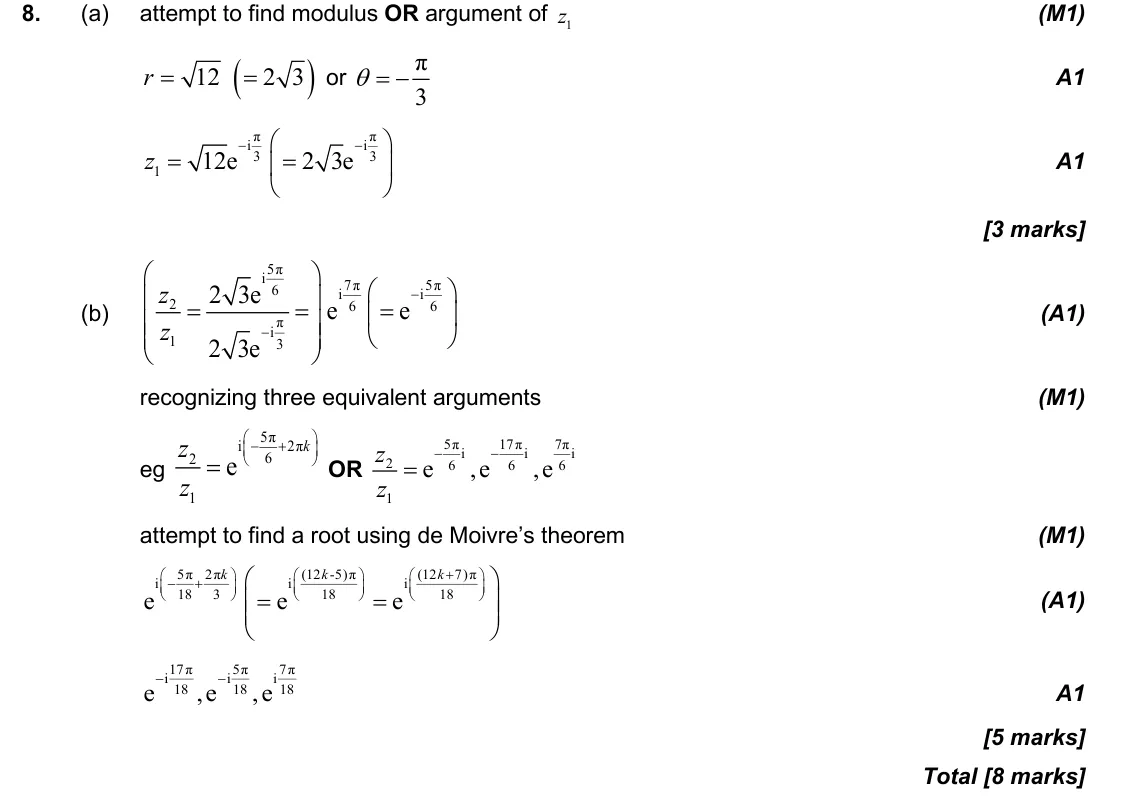 8. (a) attempt to find modulus OR argument of z₁ (M1)
r = √12 (= 2√3) or θ = −π/3 A1
z₁ = √12e^(−iπ/3) (= 2√3e^(−iπ/3)) A1
[3 marks]
(b) (z₂/z₁ = 2√3e^(i5π/6) / 2√3e^(−iπ/3) =) e^(i7π/6) (= e^(−i5π/6)) (A1)
recognizing three equivalent arguments (M1)
eg z₂/z₁ = e^(i(−5π/6+2πk)) OR z₂/z₁ = e^(−5π/6 i), e^(−17π/6 i), e^(7π/6 i)
attempt to find a root using de Moivre’s theorem (M1)
e^(i(−5π/18+2πk/3)) (= e^(i((12k-5)π/18)) = e^(i((12k+7)π/18))) (A1)
e^(−i17π/18), e^(−i5π/18), e^(i7π/18) A1
[5 marks]
Total [8 marks]